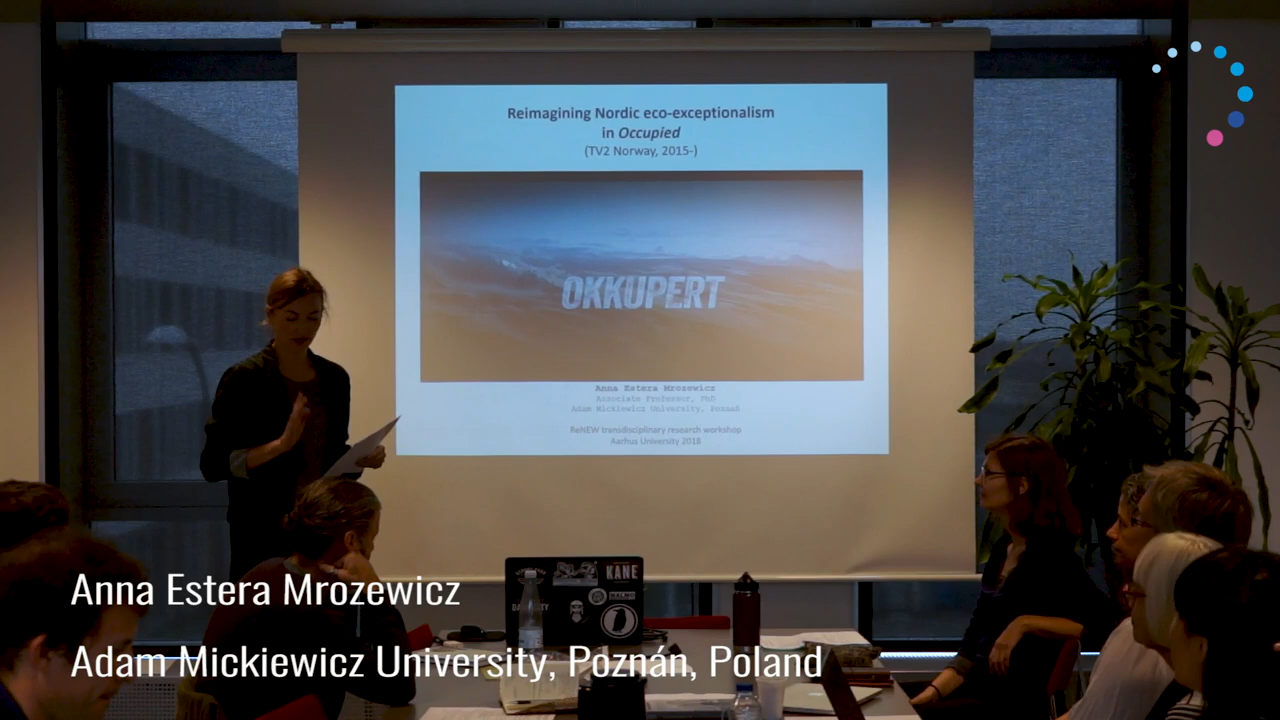 Reimagining Nordic eco-exceptionalism
in Occupied
(TV2 Norway, 2015-)
OKKUPERT
Anna Estera Mrozewicz
Associate Professor, PhD
Adam Mickiewicz University, Poznań
ReNEW transdisciplinary research workshop
Aarhus University 2018
KANE
MALMÖ
Anna Estera Mrozewicz
Adam Mickiewicz University, Poznán, Poland